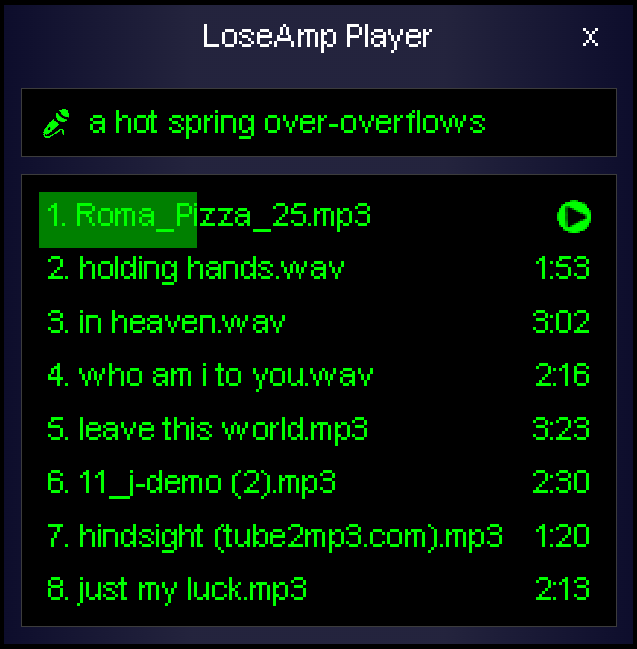 LoseAmp Player x
a hot spring over-overflows
1. Roma_Pizza_25.mp3
2. holding hands.wav 1:53
3. in heaven.wav 3:02
4. who am i to you.wav 2:16
5. leave this world.mp3 3:23
6. 11_j-demo (2).mp3 2:30
7. hindsight (tube2mp3.com).mp3 1:20
8. just my luck.mp3 2:13